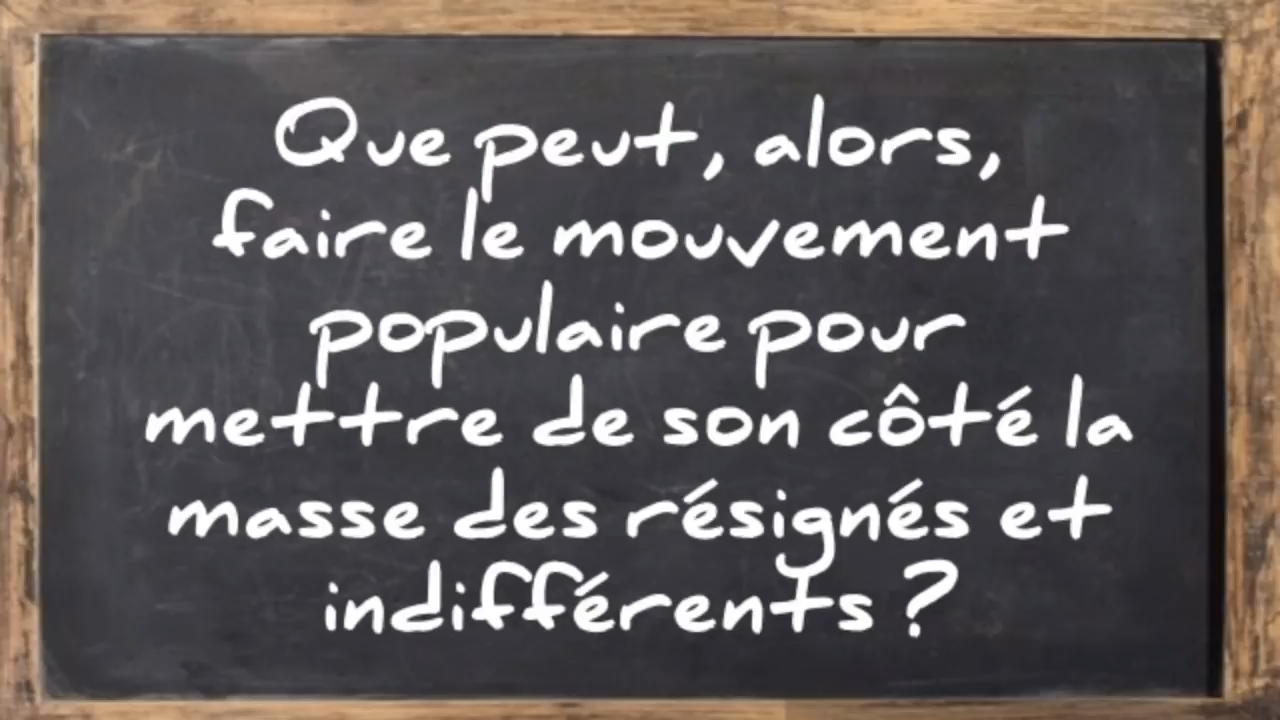 Que peut, alors,
faire le mouvement
populaire pour
mettre de son côté la
masse des résignés et
indifférents ?